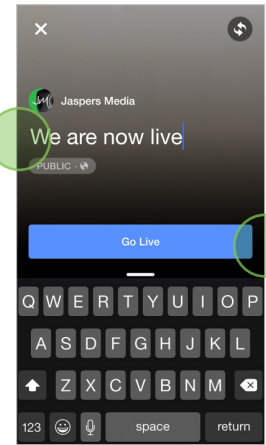 Jaspers Media
We are now live
PUBLIC -
Go Live
Q W E R T Y U I O P
A S D F G H J K L
Z X C V B N M
123 space return